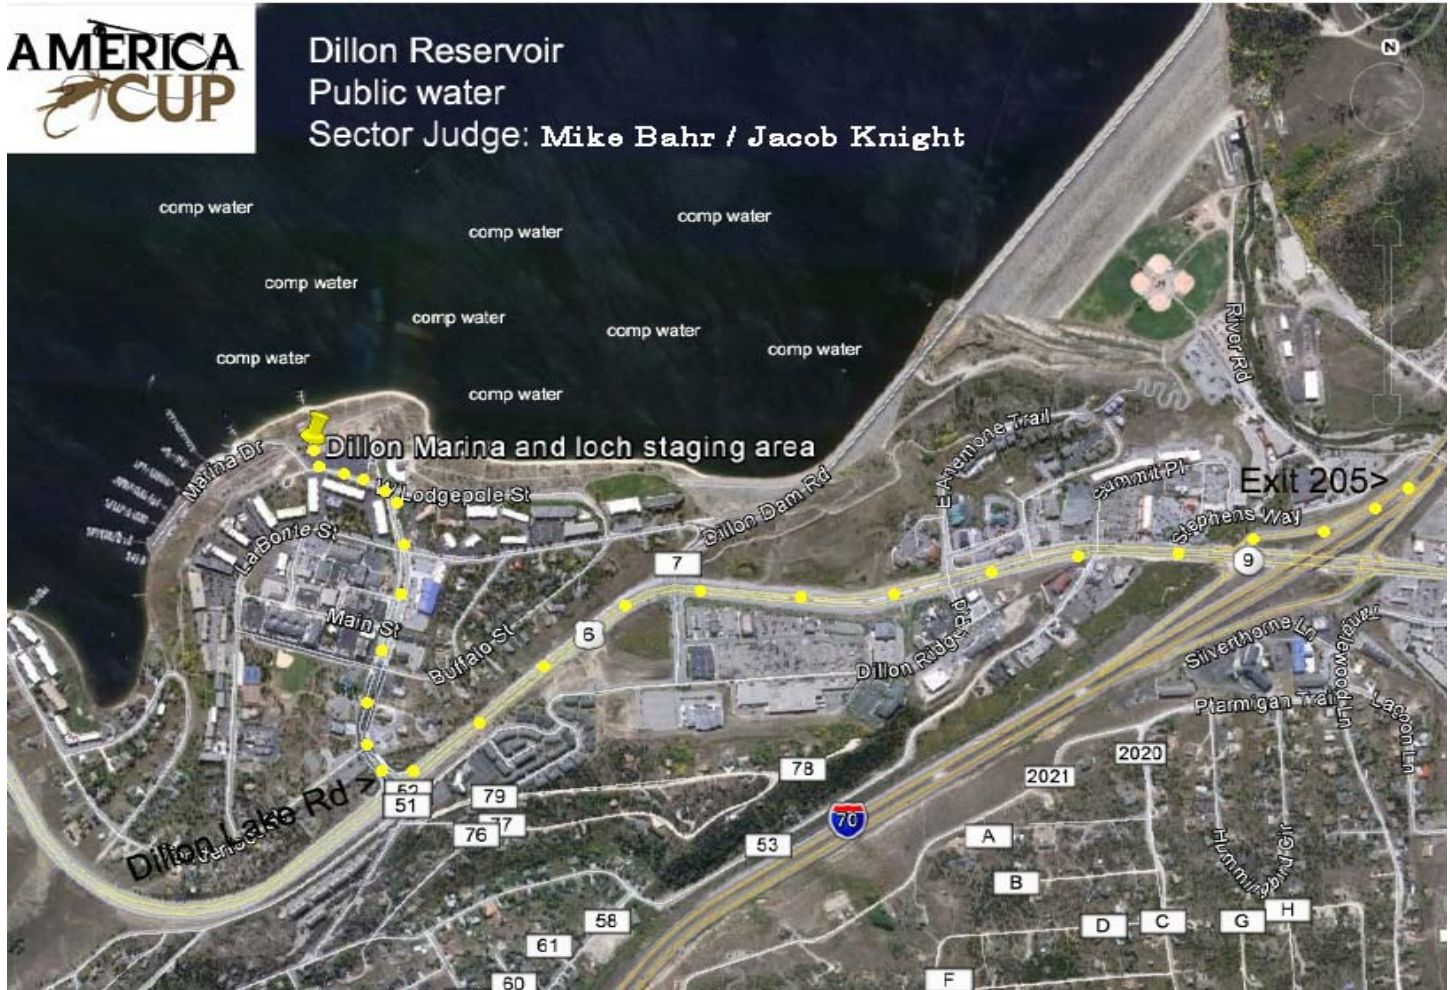 AMERICA
CUP
Dillon Reservoir
Public water
Sector Judge: Mike Bahr / Jacob Knight
N
comp water
comp water
comp water
comp water
comp water
comp water
comp water
comp water
comp water
River Rd
Dillon Marina and loch staging area
Marina Dr
E Anemone Trail
Summit Pl
Exit 205>
W Lodgepole St
Dillon Dam Rd
Stephens Way
La Bonte St
7
9
Main St
6
Buffalo St
Dillon Ridge Rd
Silverthorne Ln
Ptarmigan Trail
Lagoon Ln
2020
2021
78
Dillon Lake Rd >
52
51
79
77
76
70
53
A
Hummingbird Cir
B
58
D
C
G
H
61
60
F